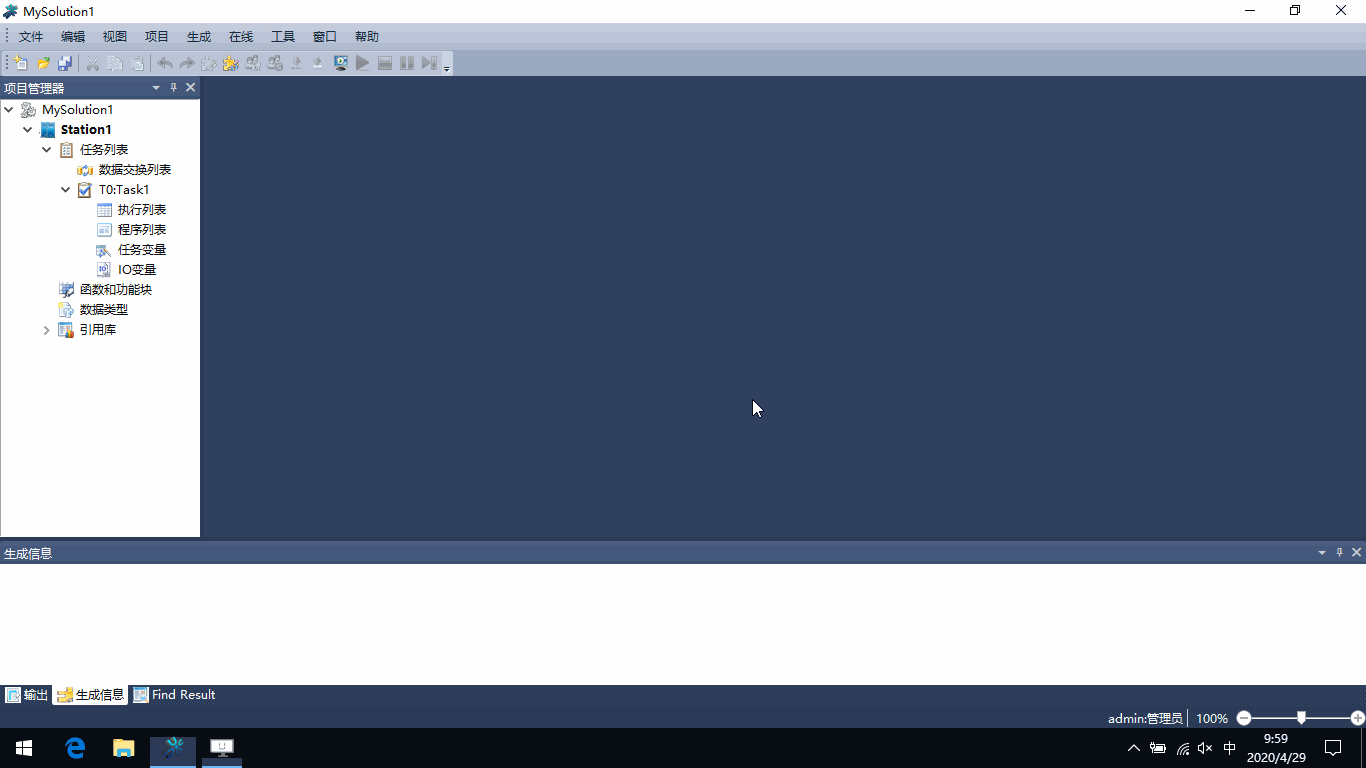 MySolution1
文件 编辑 视图 项目 生成 在线 工具 窗口 帮助
项目管理器
MySolution1
Station1
任务列表
数据交换列表
T0:Task1
执行列表
程序列表
任务变量
IO变量
函数和功能块
数据类型
引用库
生成信息
输出 生成信息 Find Result
admin:管理员 100%
中
9:59
2020/4/29